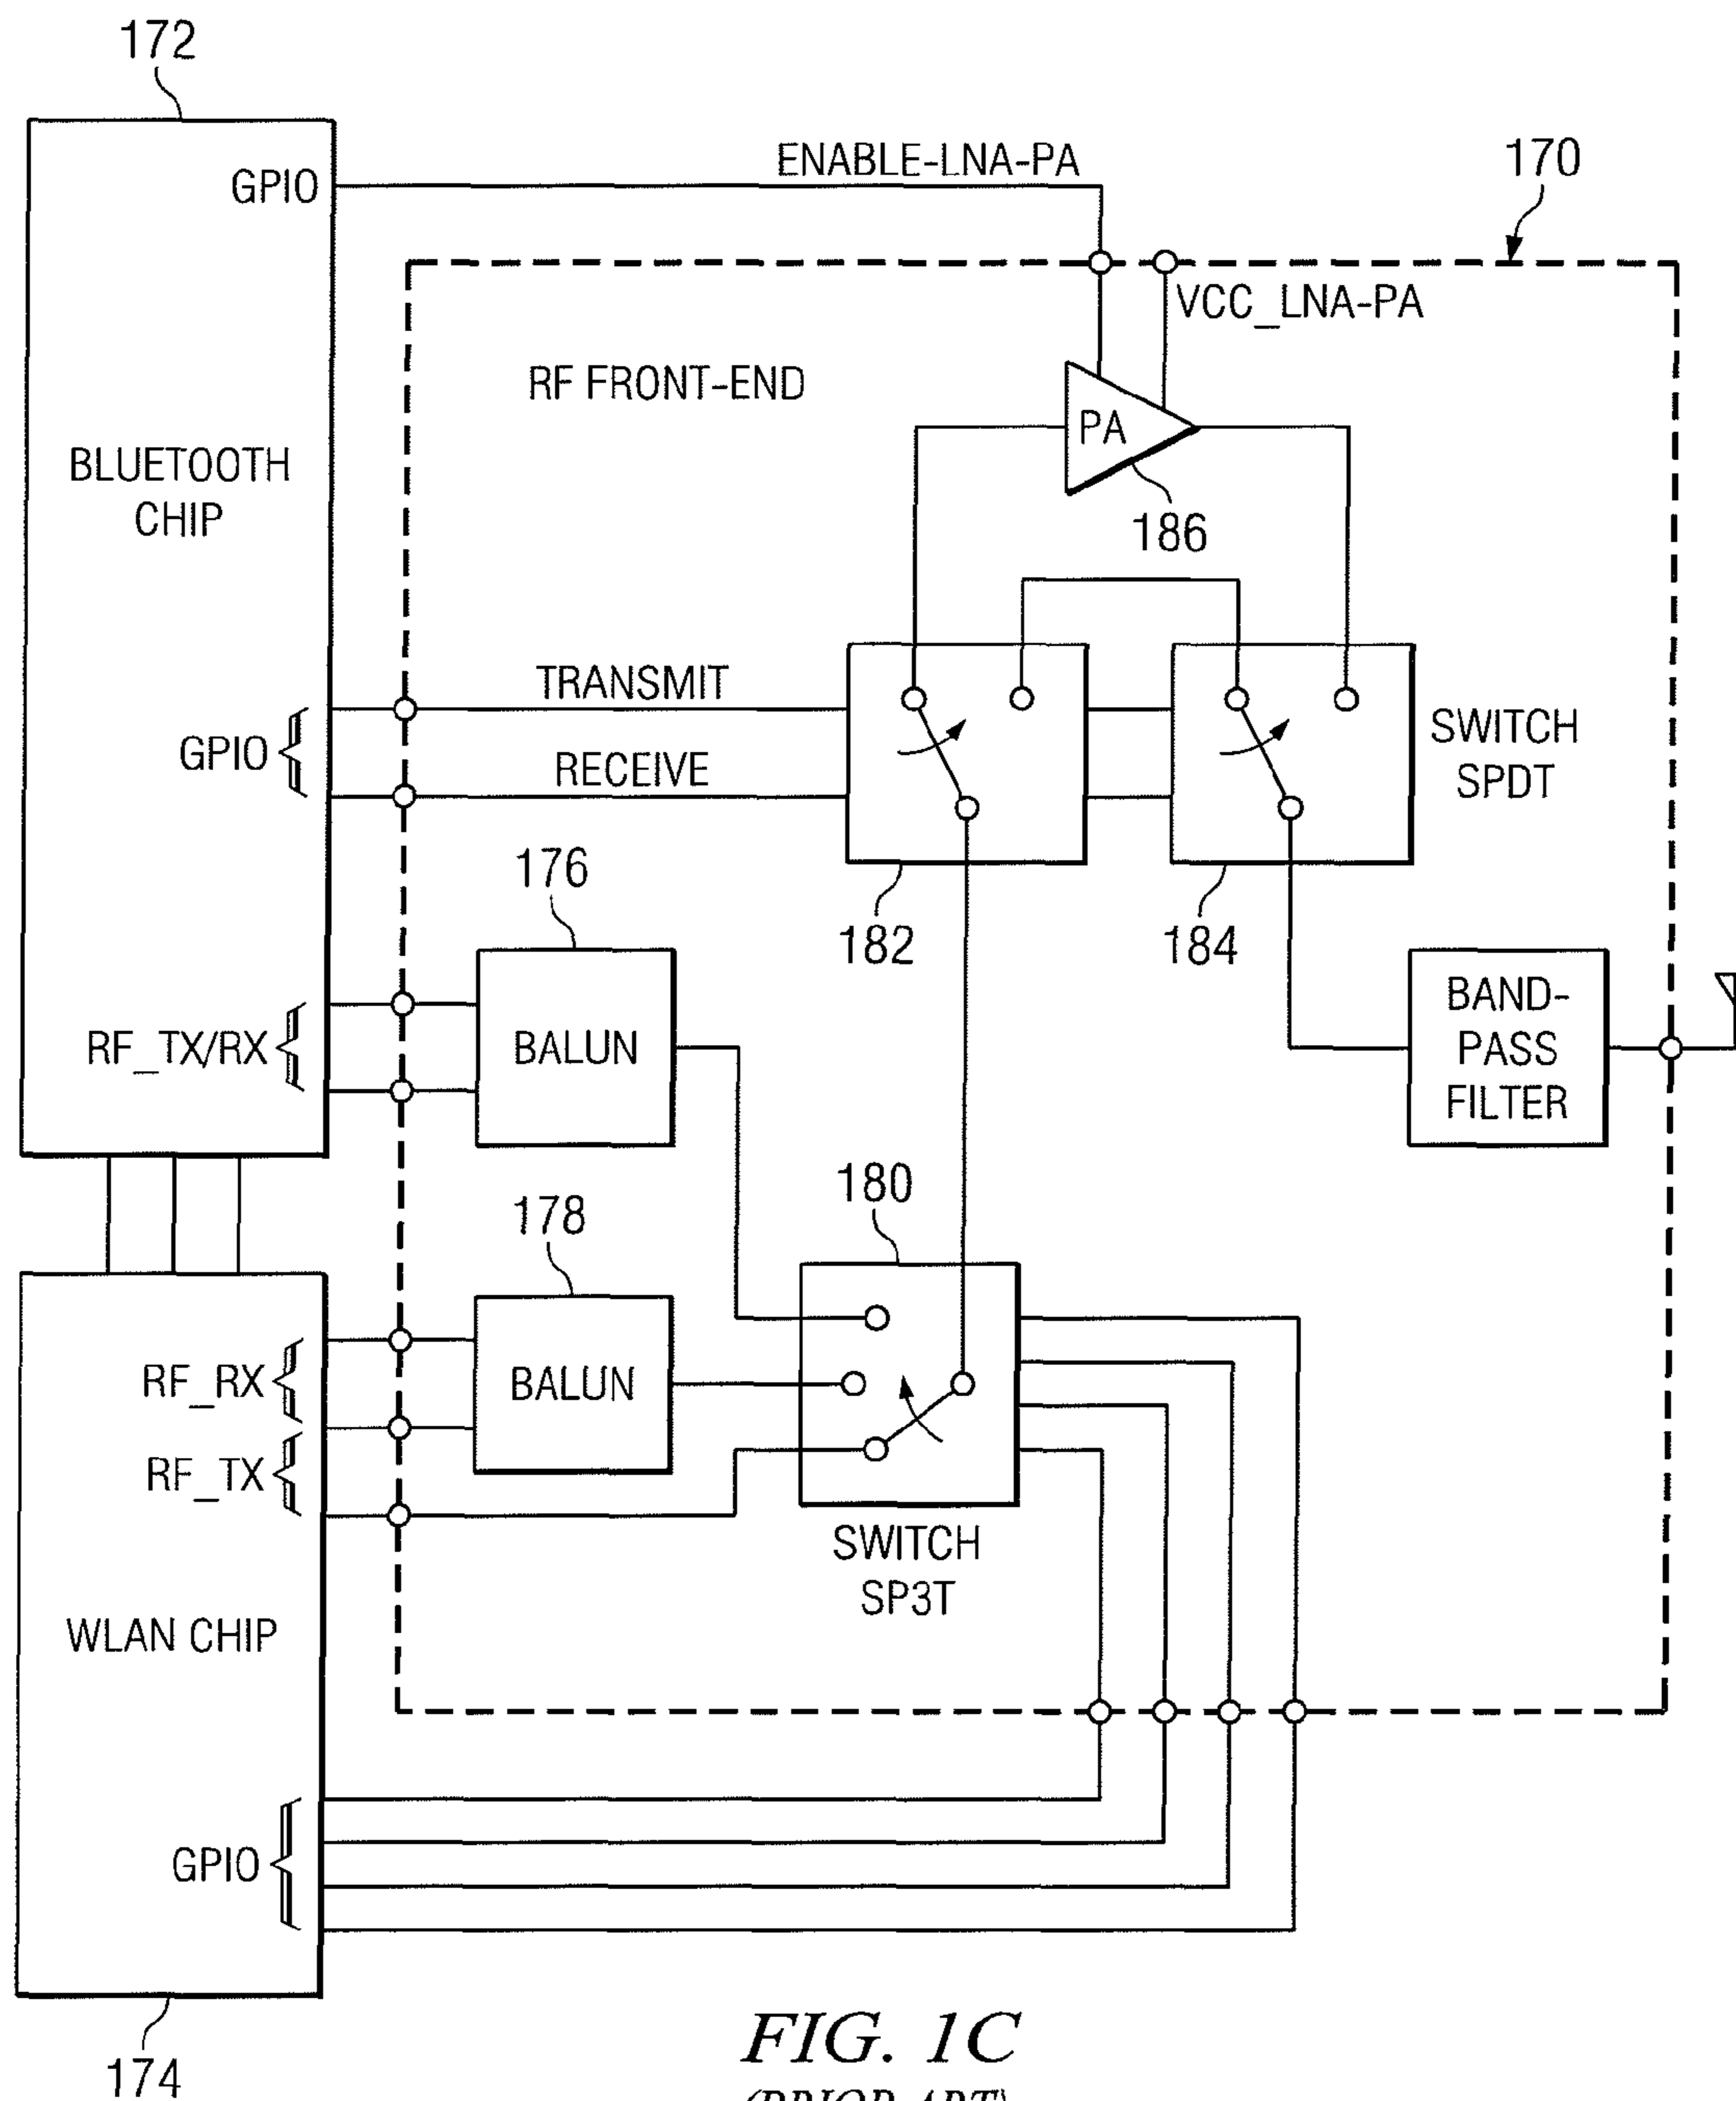 172
GPIO
ENABLE-LNA-PA
170
VCC_LNA-PA
RF FRONT-END
PA
186
BLUETOOTH
CHIP
TRANSMIT
GPIO
RECEIVE
SWITCH
SPDT
176
182
184
RF_TX/RX
BALUN
BAND-
PASS
FILTER
180
178
RF_RX
BALUN
RF_TX
SWITCH
SP3T
WLAN CHIP
GPIO
174
FIG. 1C
(PRIOR ART)